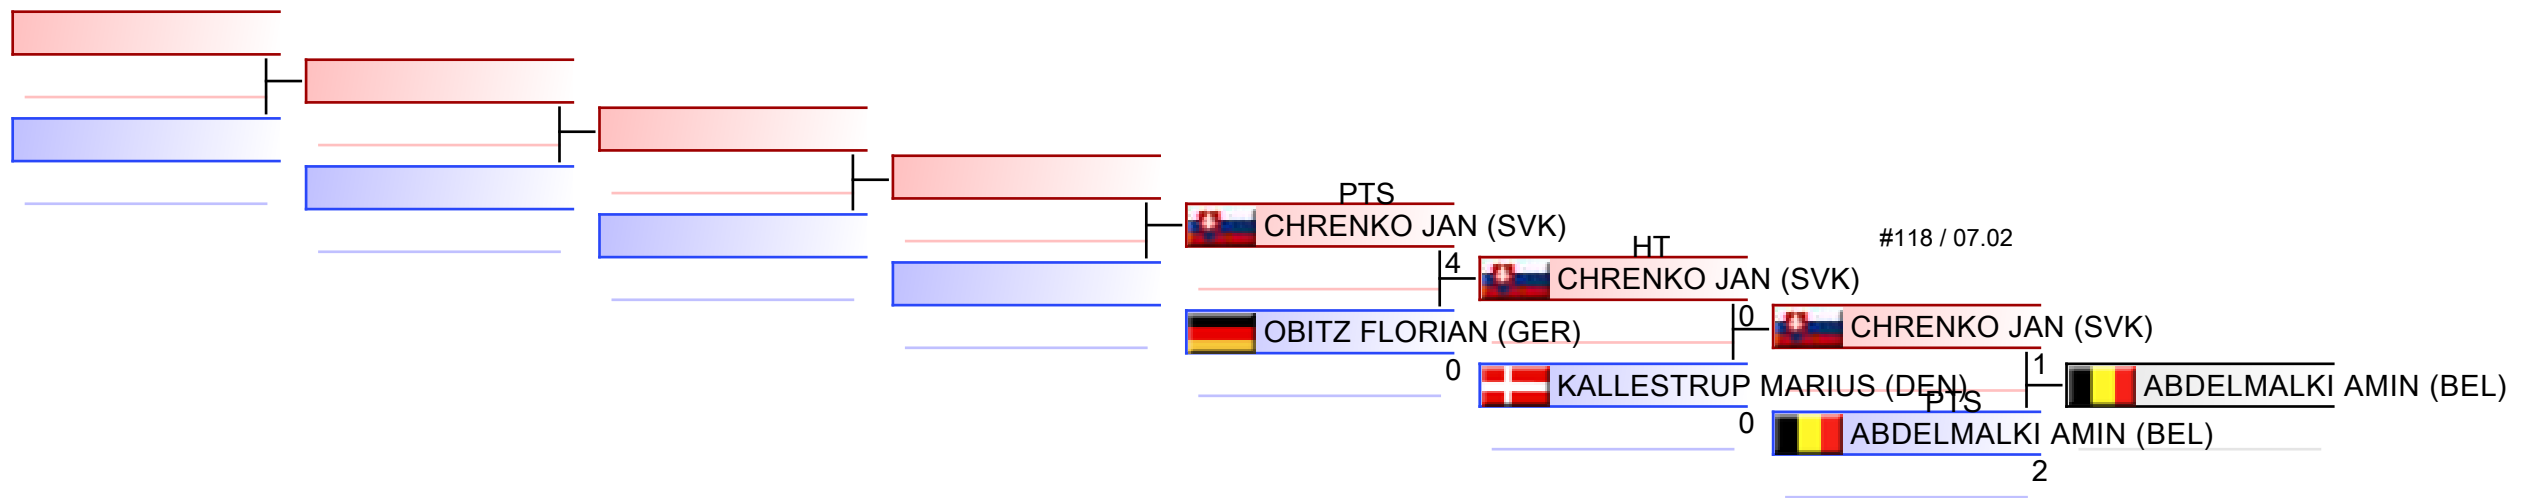 PTS
CHRENKO JAN (SVK)
4
OBITZ FLORIAN (GER)
0
HT
CHRENKO JAN (SVK)
0
KALLESTRUP MARIUS (DEN)
0
#118 / 07.02
CHRENKO JAN (SVK)
1
PTS
ABDELMALKI AMIN (BEL)
2
ABDELMALKI AMIN (BEL)